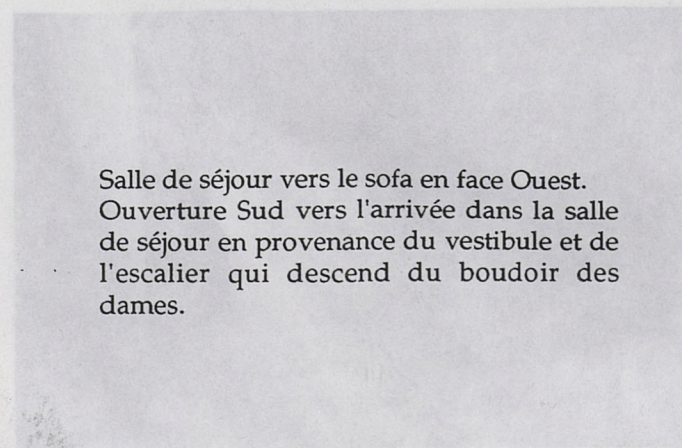 Salle de séjour vers le sofa en face Ouest.
Ouverture Sud vers l'arrivée dans la salle
de séjour en provenance du vestibule et de
l'escalier qui descend du boudoir des
dames.